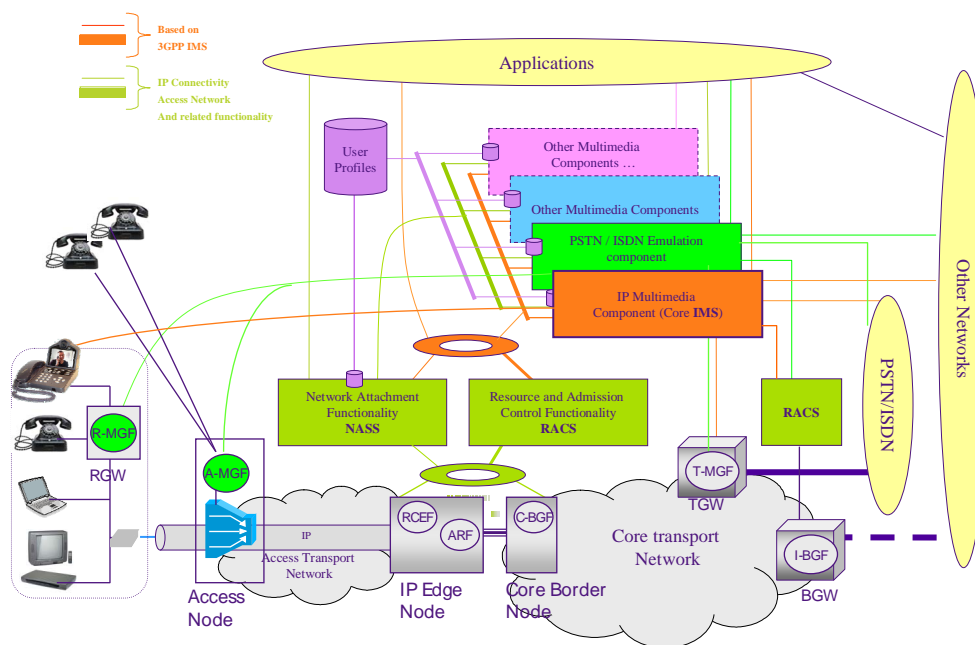 Based on
3GPP IMS
IP Connectivity
Access Network
And related functionality
Applications
User
Profiles
Other Multimedia
Components ...
Other Multimedia Components
PSTN / ISDN Emulation
component
IP Multimedia
Component (Core IMS)
Other Networks
PSTN/ISDN
Network Attachment
Functionality
NASS
Resource and Admission
Control Functionality
RACS
RACS
R-MGF
RGW
A-MGF
T-MGF
TGW
RCEF
ARF
C-BGF
IP
Access Transport
Network
Core transport
Network
I-BGF
BGW
Access
Node
IP Edge
Node
Core Border
Node